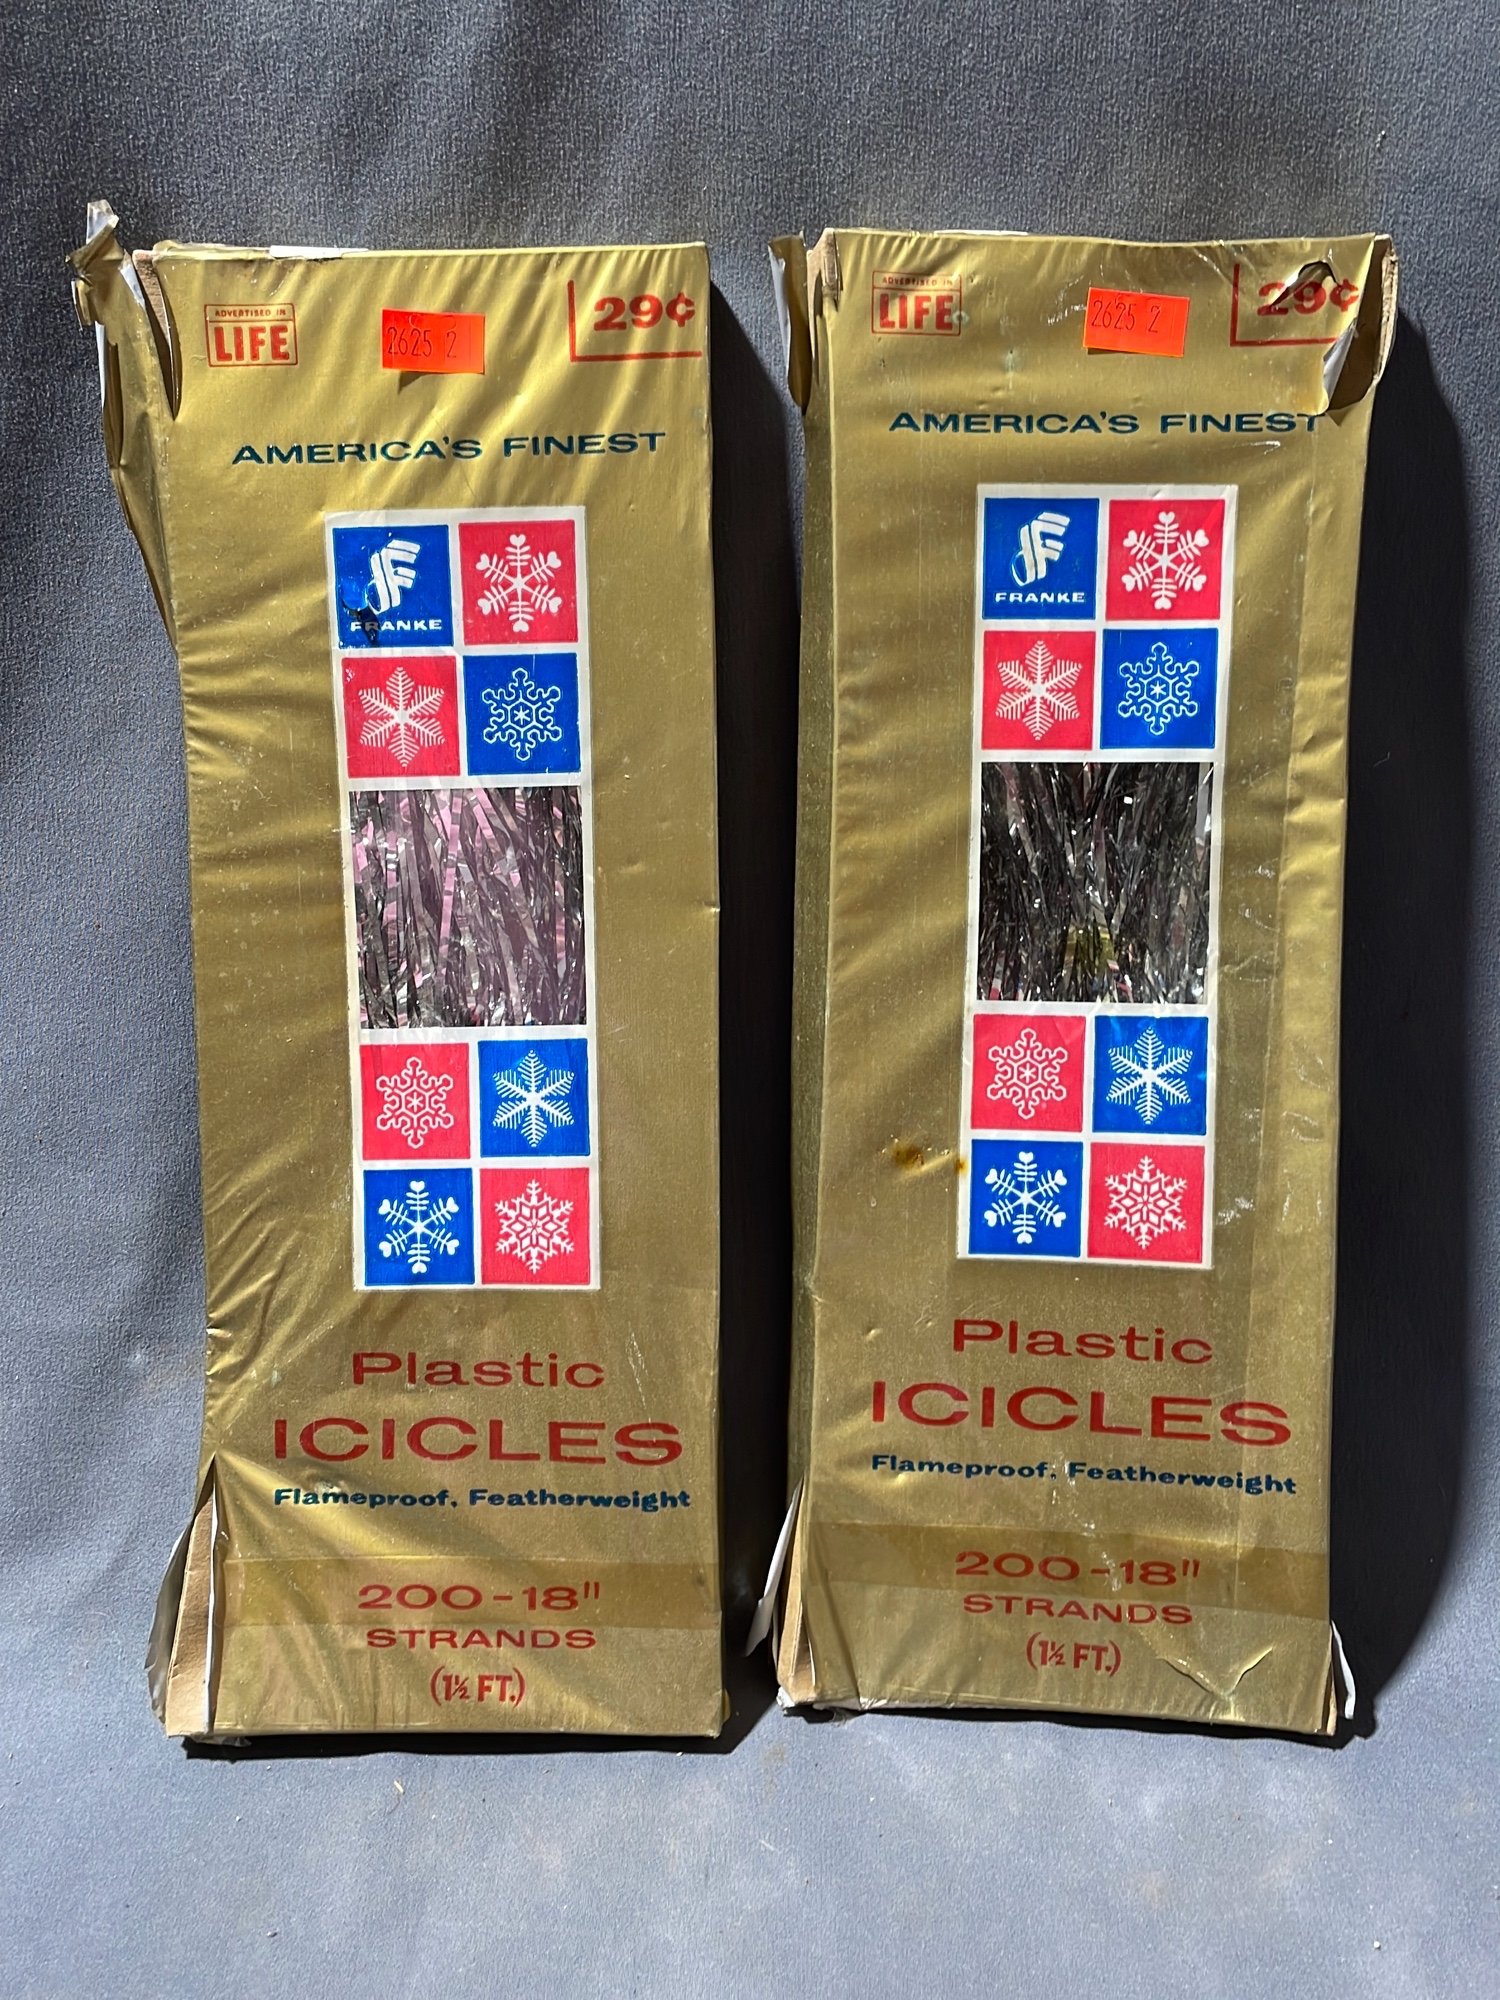 ADVERTISED IN
LIFE
2625 2
29¢
AMERICA'S FINEST
F
FRANKE
Plastic
ICICLES
Flameproof, Featherweight
200-18"
STRANDS
(1½ FT.)
ADVERTISED IN
LIFE
2625 2
29¢
AMERICA'S FINEST
F
FRANKE
Plastic
ICICLES
Flameproof, Featherweight
200-18"
STRANDS
(1½ FT.)